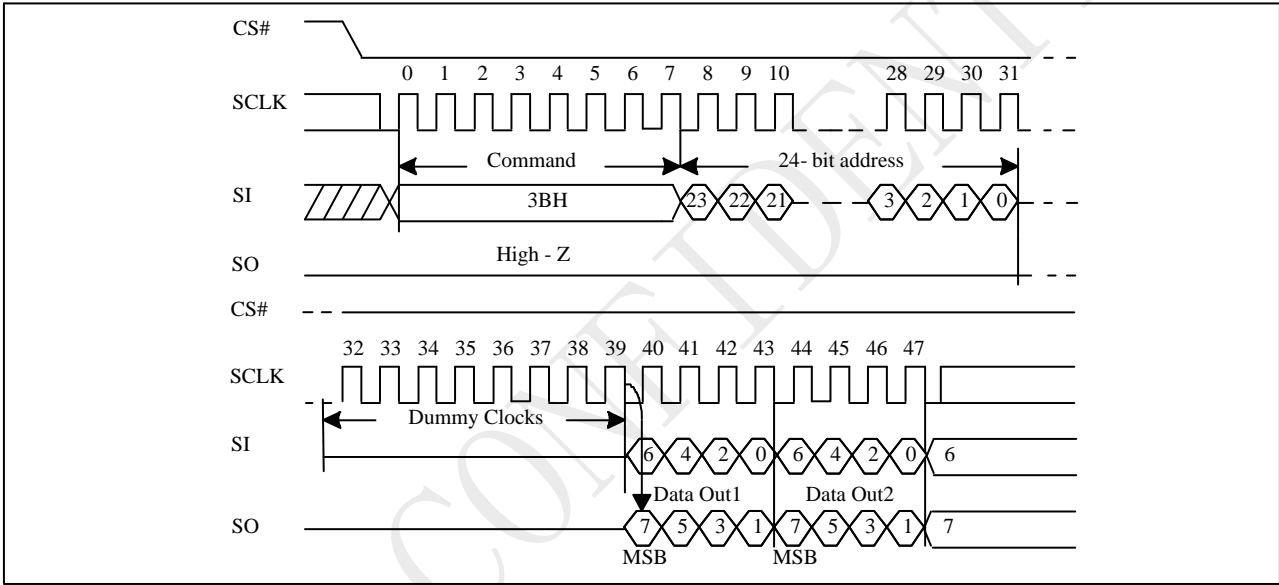 CS#
0 1 2 3 4 5 6 7 8 9 10 28 29 30 31
SCLK
Command 24- bit address
SI 3BH 23 22 21 3 2 1 0
High - Z
SO
CS#
32 33 34 35 36 37 38 39 40 41 42 43 44 45 46 47
SCLK
Dummy Clocks
SI 6 4 2 0 6 4 2 0 6
Data Out1 Data Out2
SO 7 5 3 1 7 5 3 1 7
MSB MSB
CONFIDENT